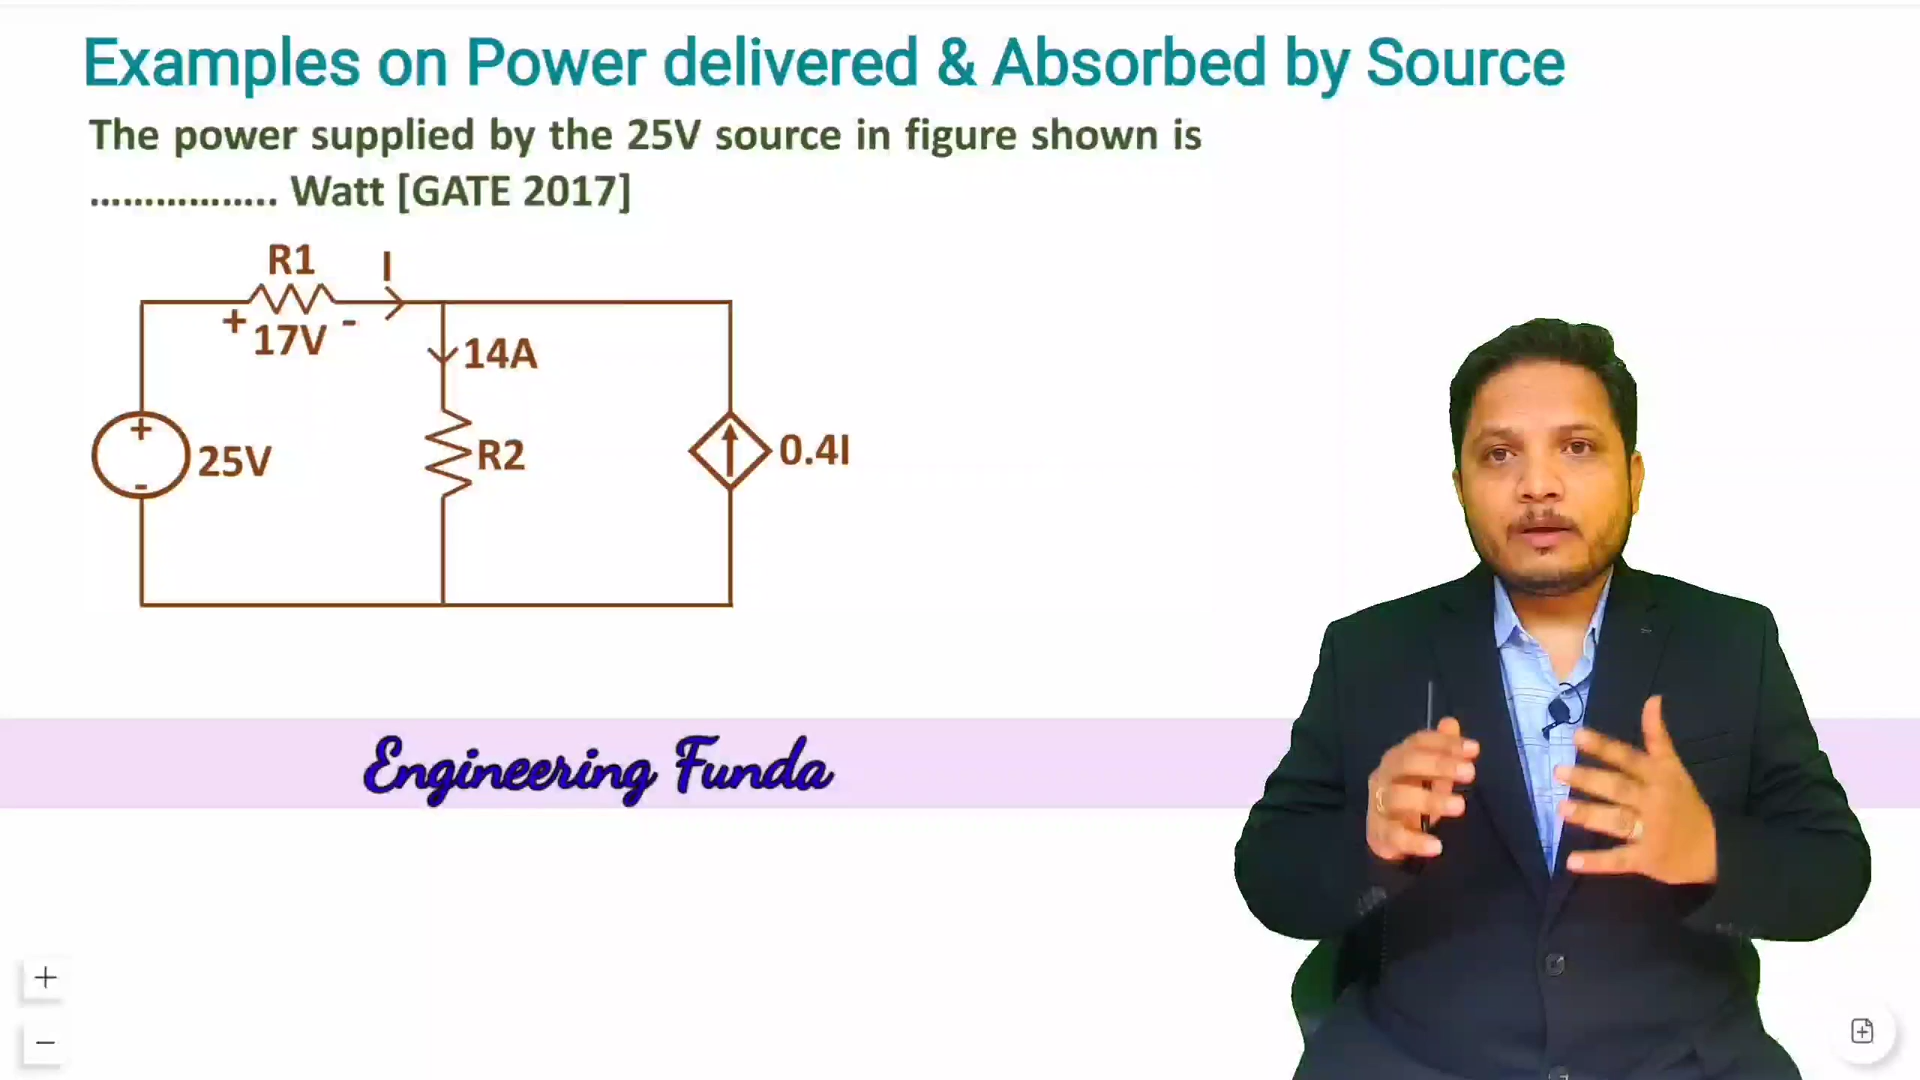 Examples on Power delivered & Absorbed by Source
The power supplied by the 25V source in figure shown is
................. Watt [GATE 2017]
R1
I
+ 17V -
14A
+
25V
-
R2
0.4I
Engineering Funda